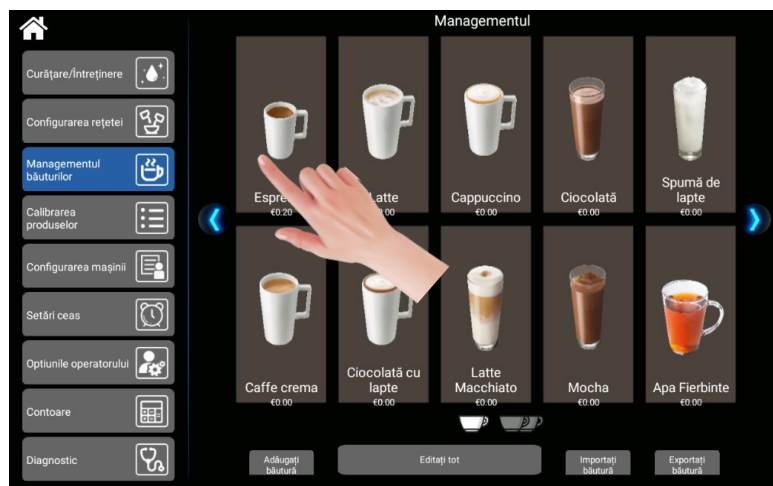 Managementul
Curățare/Întreținere
Configurarea rețetei
Managementul
băuturilor
Calibrarea
produselor
Configurarea mașinii
Setări ceas
Optiunile operatorului
Contoare
Diagnostic
Latte
Cappuccino
Ciocolată
Spumă de
lapte
€0.20
€0.00
€0.00
€0.00
Caffe crema
Ciocolată cu
lapte
Latte
Macchiato
Mocha
Apa Fierbinte
€0.00
€0.00
€0.00
€0.00
€0.00
Adăugați
băutură
Editați tot
Importați
băutură
Exportați
băutură